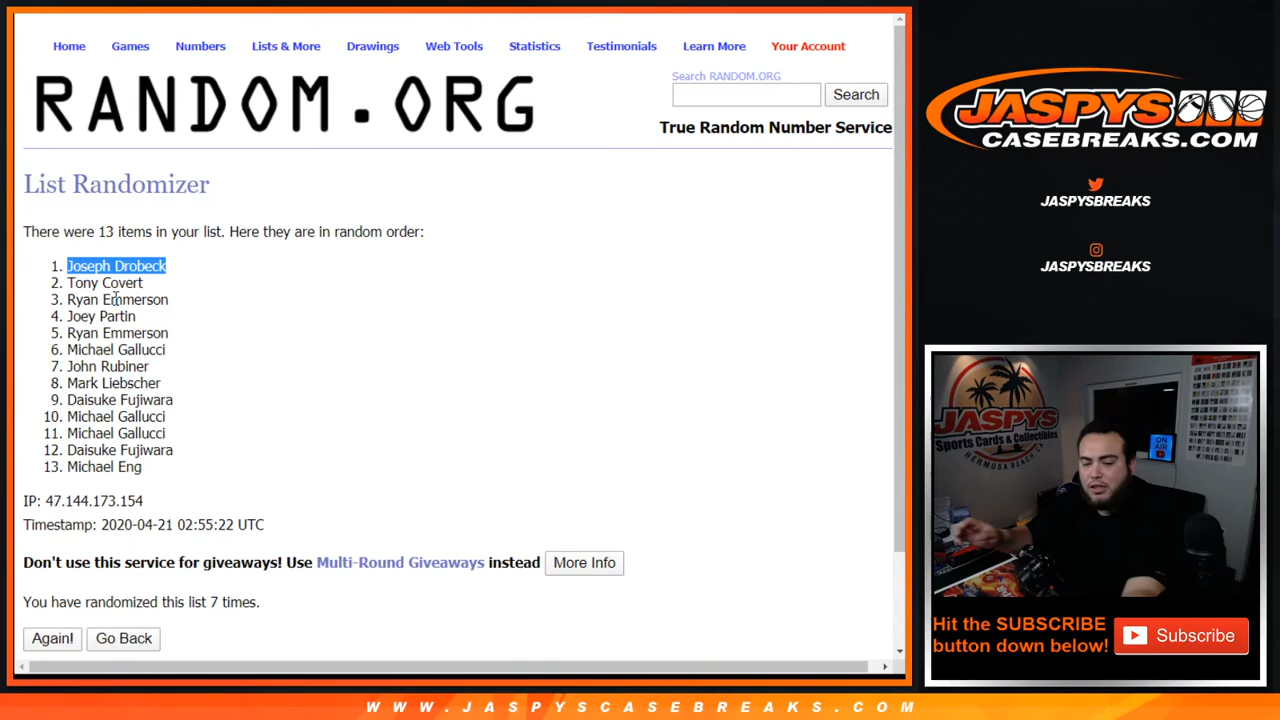 Home Games Numbers Lists & More Drawings Web Tools Statistics Testimonials Learn More Your Account
RANDOM.ORG
Search RANDOM.ORG
Search
True Random Number Service
List Randomizer
There were 13 items in your list. Here they are in random order:
1. Joseph Drobeck
2. Tony Covert
3. Ryan Emmerson
4. Joey Partin
5. Ryan Emmerson
6. Michael Gallucci
7. John Rubiner
8. Mark Liebscher
9. Daisuke Fujiwara
10. Michael Gallucci
11. Michael Gallucci
12. Daisuke Fujiwara
13. Michael Eng
IP: 47.144.173.154
Timestamp: 2020-04-21 02:55:22 UTC
Don't use this service for giveaways! Use Multi-Round Giveaways instead More Info
You have randomized this list 7 times.
Again! Go Back
JASPYS
CASEBREAKS.COM
JASPYSBREAKS
JASPYSBREAKS
JASPYS
Sports Cards & Collectibles
HERMOSA BEACH, CA
ON AIR
Hit the SUBSCRIBE
button down below!
Subscribe
WWW.JASPYSCASEBREAKS.COM